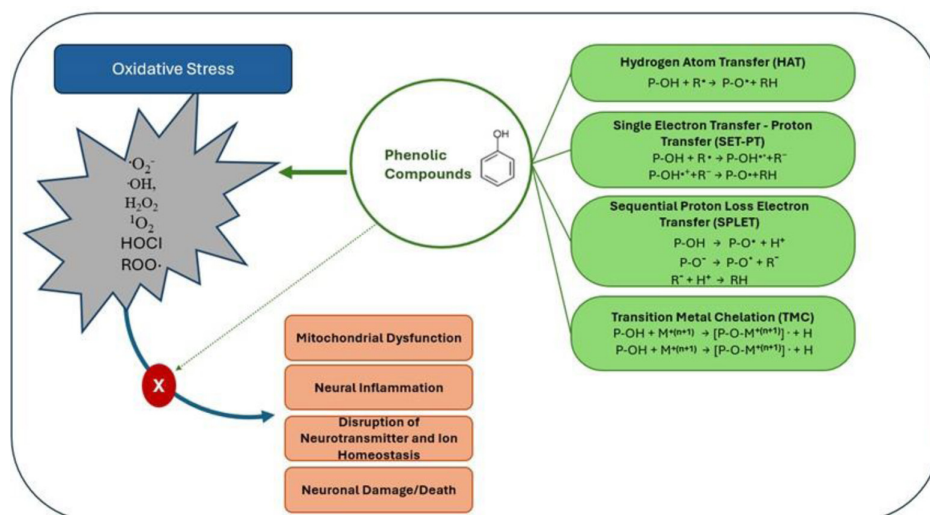 Oxidative Stress
·O₂⁻
·OH,
H₂O₂
¹O₂
HOCl
ROO·
Phenolic
Compounds
OH
Hydrogen Atom Transfer (HAT)
P-OH + R• → P-O•+ RH
Single Electron Transfer - Proton
Transfer (SET-PT)
P-OH + R • → P-OH•⁺+R⁻
P-OH•⁺+R⁻ → P-O•+RH
Sequential Proton Loss Electron
Transfer (SPLET)
P-OH → P-O• + H⁺
P-O⁻ → P-O⁺ + R⁻
R⁻ + H⁺ → RH
Transition Metal Chelation (TMC)
P-OH + M⁺⁽ⁿ⁺¹⁾ → [P-O-M⁺⁽ⁿ⁺¹⁾] · + H
P-OH + M⁺⁽ⁿ⁺¹⁾ → [P-O-M⁺⁽ⁿ⁺¹⁾] · + H
X
Mitochondrial Dysfunction
Neural Inflammation
Disruption of
Neurotransmitter and Ion
Homeostasis
Neuronal Damage/Death